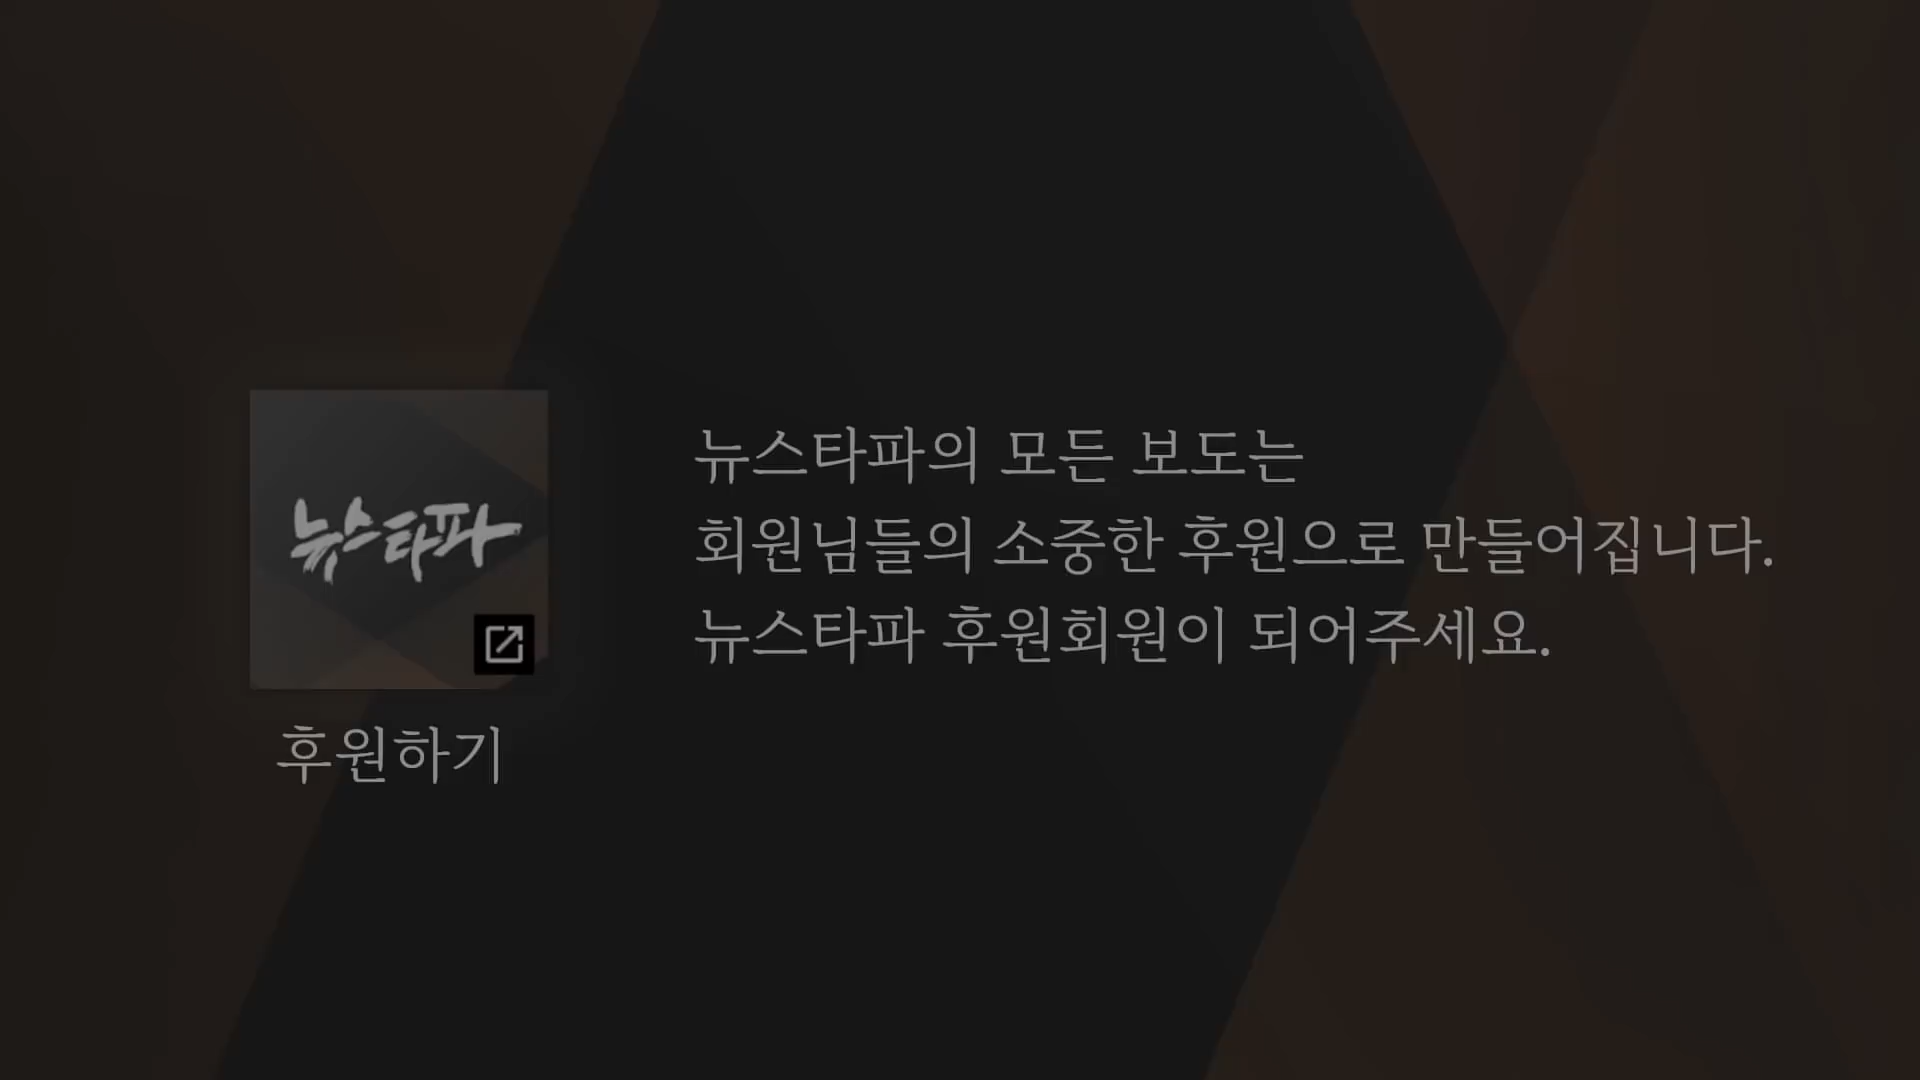 뉴스타파의 모든 보도는
회원님들의 소중한 후원으로 만들어집니다.
뉴스타파 후원회원이 되어주세요.
뉴스타파
후원하기